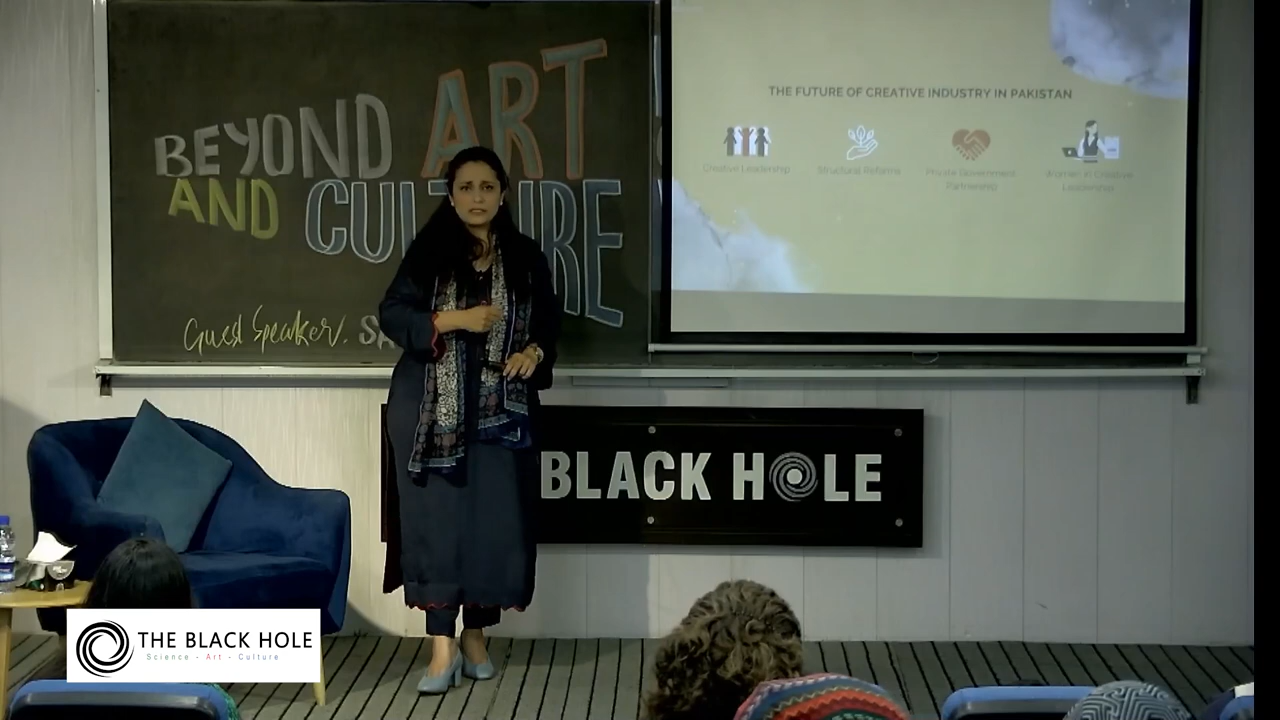 BEYOND ART
AND CULTURE
Guest Speaker.
THE FUTURE OF CREATIVE INDUSTRY IN PAKISTAN
Creative Leadership
Structural Reforms
Private Government
Partnership
Women in Creative
Leadership
BLACK HOLE
THE BLACK HOLE
Science - Art - Culture